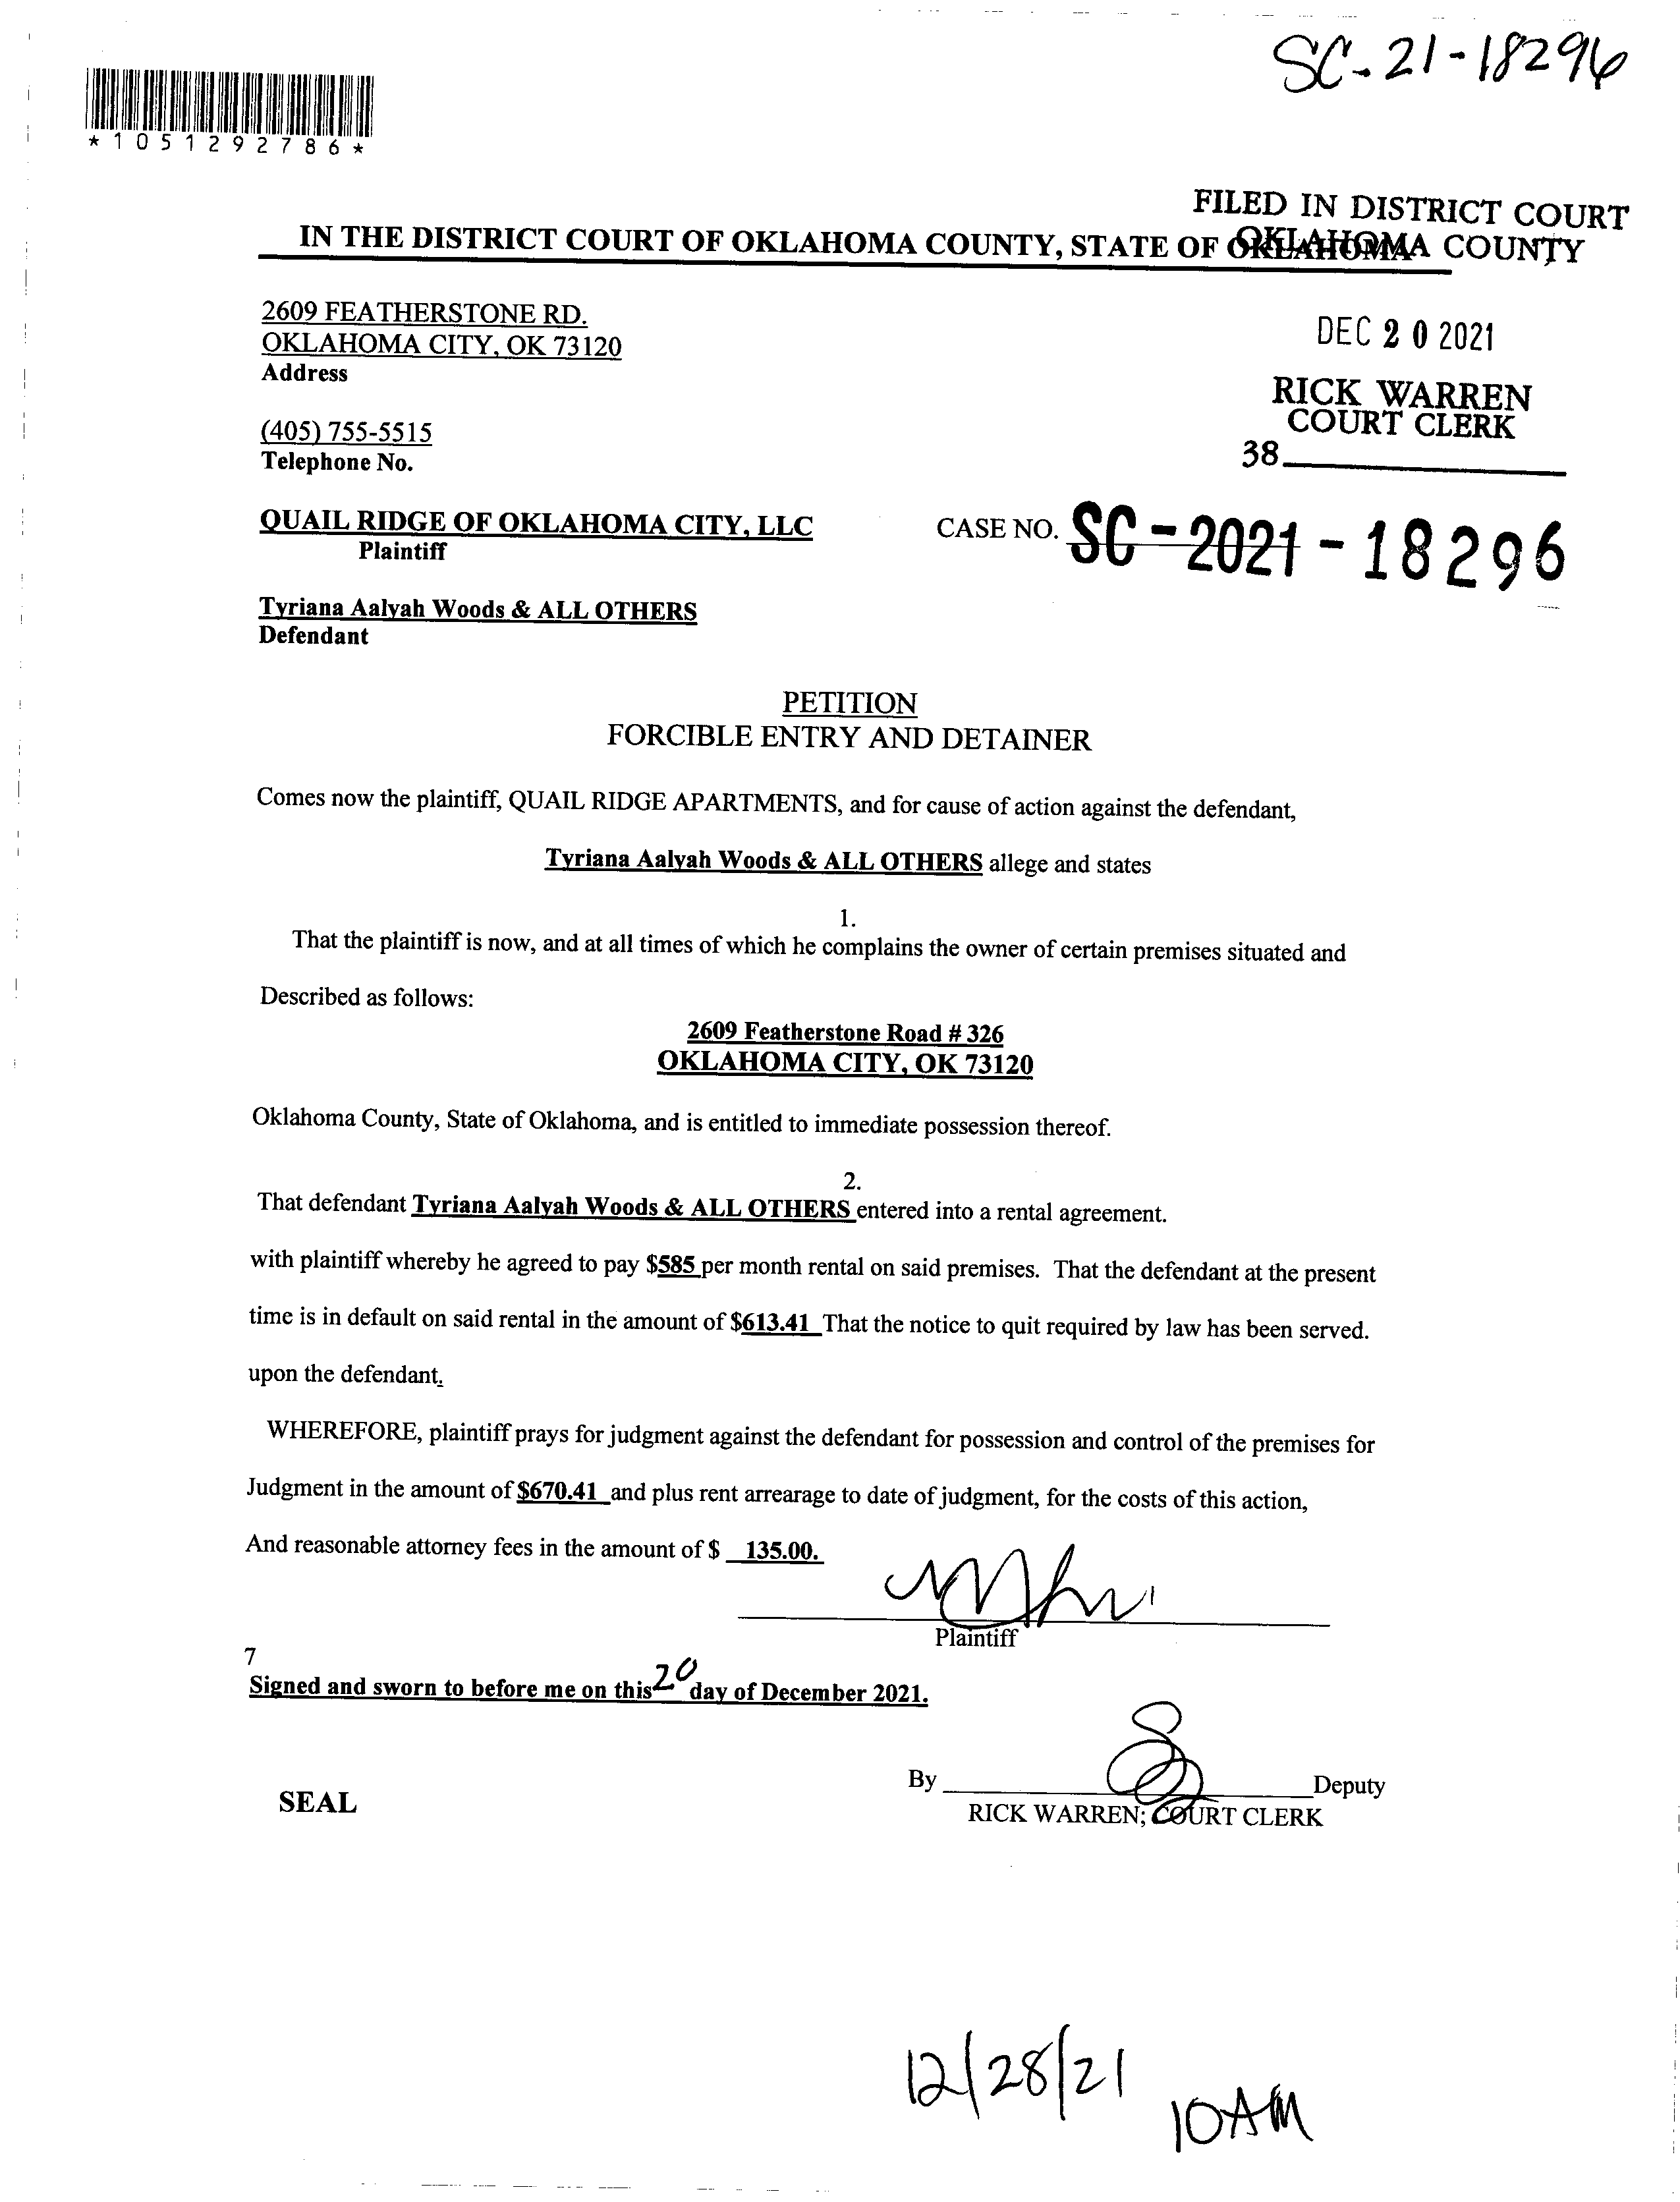 SC-21-18296
*1051292786*
FILED IN DISTRICT COURT
OKLAHOMA COUNTY
IN THE DISTRICT COURT OF OKLAHOMA COUNTY, STATE OF OKLAHOMA
2609 FEATHERSTONE RD.
OKLAHOMA CITY, OK 73120
Address
DEC 20 2021
RICK WARREN
COURT CLERK
38
(405) 755-5515
Telephone No.
QUAIL RIDGE OF OKLAHOMA CITY, LLC
Plaintiff
CASE NO. SC-2021-18296
Tyriana Aalyah Woods & ALL OTHERS
Defendant
PETITION
FORCIBLE ENTRY AND DETAINER
Comes now the plaintiff, QUAIL RIDGE APARTMENTS, and for cause of action against the defendant,
Tyriana Aalyah Woods & ALL OTHERS allege and states
1.
That the plaintiff is now, and at all times of which he complains the owner of certain premises situated and
Described as follows:
2609 Featherstone Road # 326
OKLAHOMA CITY, OK 73120
Oklahoma County, State of Oklahoma, and is entitled to immediate possession thereof.
2.
That defendant Tyriana Aalyah Woods & ALL OTHERS entered into a rental agreement.
with plaintiff whereby he agreed to pay $585 per month rental on said premises. That the defendant at the present
time is in default on said rental in the amount of $613.41 That the notice to quit required by law has been served.
upon the defendant.
WHEREFORE, plaintiff prays for judgment against the defendant for possession and control of the premises for
Judgment in the amount of $670.41 and plus rent arrearage to date of judgment, for the costs of this action,
And reasonable attorney fees in the amount of $ 135.00.
Plaintiff
7
Signed and sworn to before me on this 20 day of December 2021.
By Deputy
SEAL
RICK WARREN; COURT CLERK
12/28/21
10AM